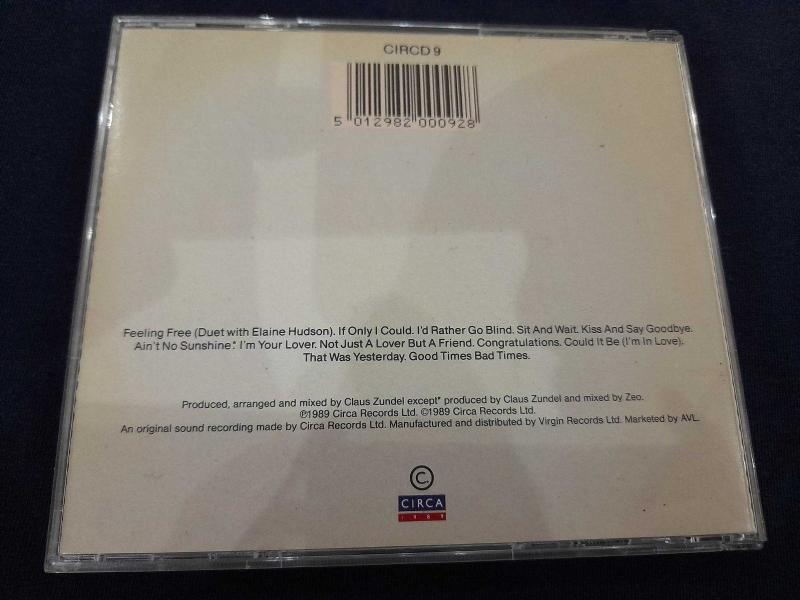 CIRCD 9
5 012982 000928
Feeling Free (Duet with Elaine Hudson). If Only I Could. I'd Rather Go Blind. Sit And Wait. Kiss And Say Goodbye.
Ain't No Sunshine.* I'm Your Lover. Not Just A Lover But A Friend. Congratulations. Could It Be (I'm In Love).
That Was Yesterday. Good Times Bad Times.
Produced, arranged and mixed by Claus Zundel except* produced by Claus Zundel and mixed by Zeo.
℗1989 Circa Records Ltd. ©1989 Circa Records Ltd.
An original sound recording made by Circa Records Ltd. Manufactured and distributed by Virgin Records Ltd. Marketed by AVL.
C.
CIRCA
1989